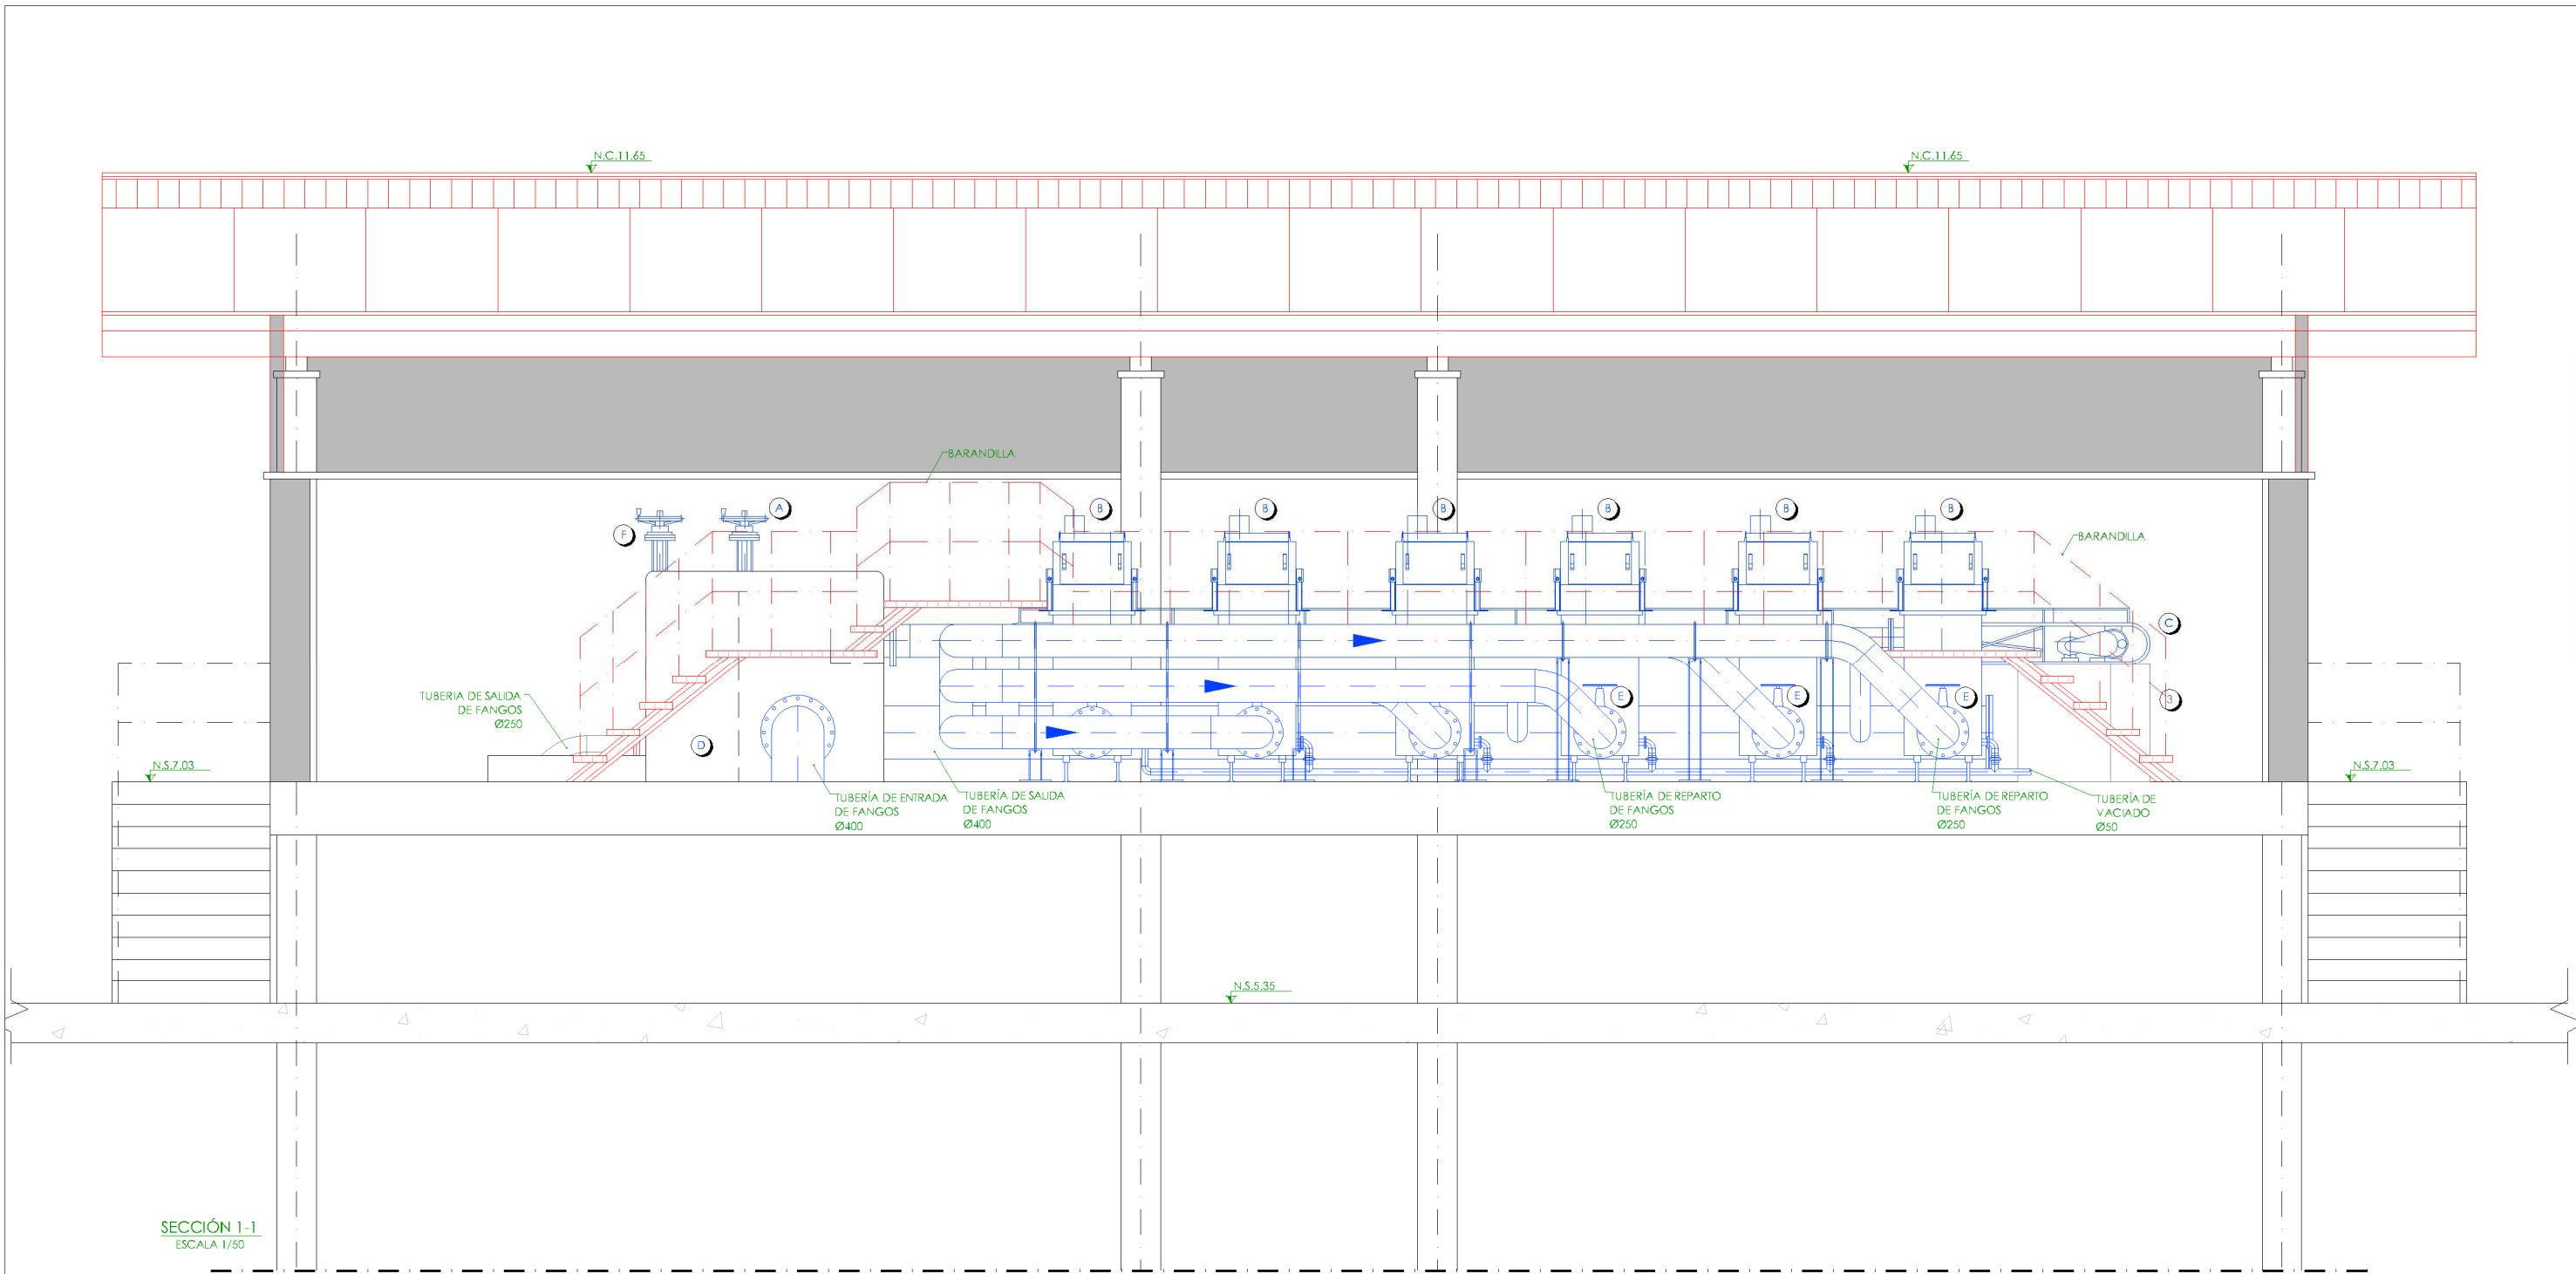 N.C.11.65
N.C.11.65
BARANDILLA
A
B
B
B
B
B
B
F
BARANDILLA
C
TUBERIA DE SALIDA
DE FANGOS
Ø250
E
E
E
3
D
N.S.7.03
N.S.7.03
TUBERÍA DE ENTRADA
DE FANGOS
Ø400
TUBERÍA DE SALIDA
DE FANGOS
Ø400
TUBERÍA DE REPARTO
DE FANGOS
Ø250
TUBERÍA DE REPARTO
DE FANGOS
Ø250
TUBERÍA DE
VACIADO
Ø50
N.S.5.35
SECCIÓN 1-1
ESCALA 1/50